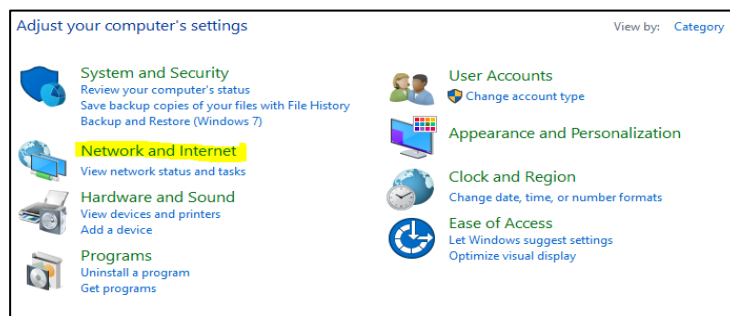 Adjust your computer's settings
View by: Category
System and Security
Review your computer's status
Save backup copies of your files with File History
Backup and Restore (Windows 7)
Network and Internet
View network status and tasks
Hardware and Sound
View devices and printers
Add a device
Programs
Uninstall a program
Get programs
User Accounts
Change account type
Appearance and Personalization
Clock and Region
Change date, time, or number formats
Ease of Access
Let Windows suggest settings
Optimize visual display